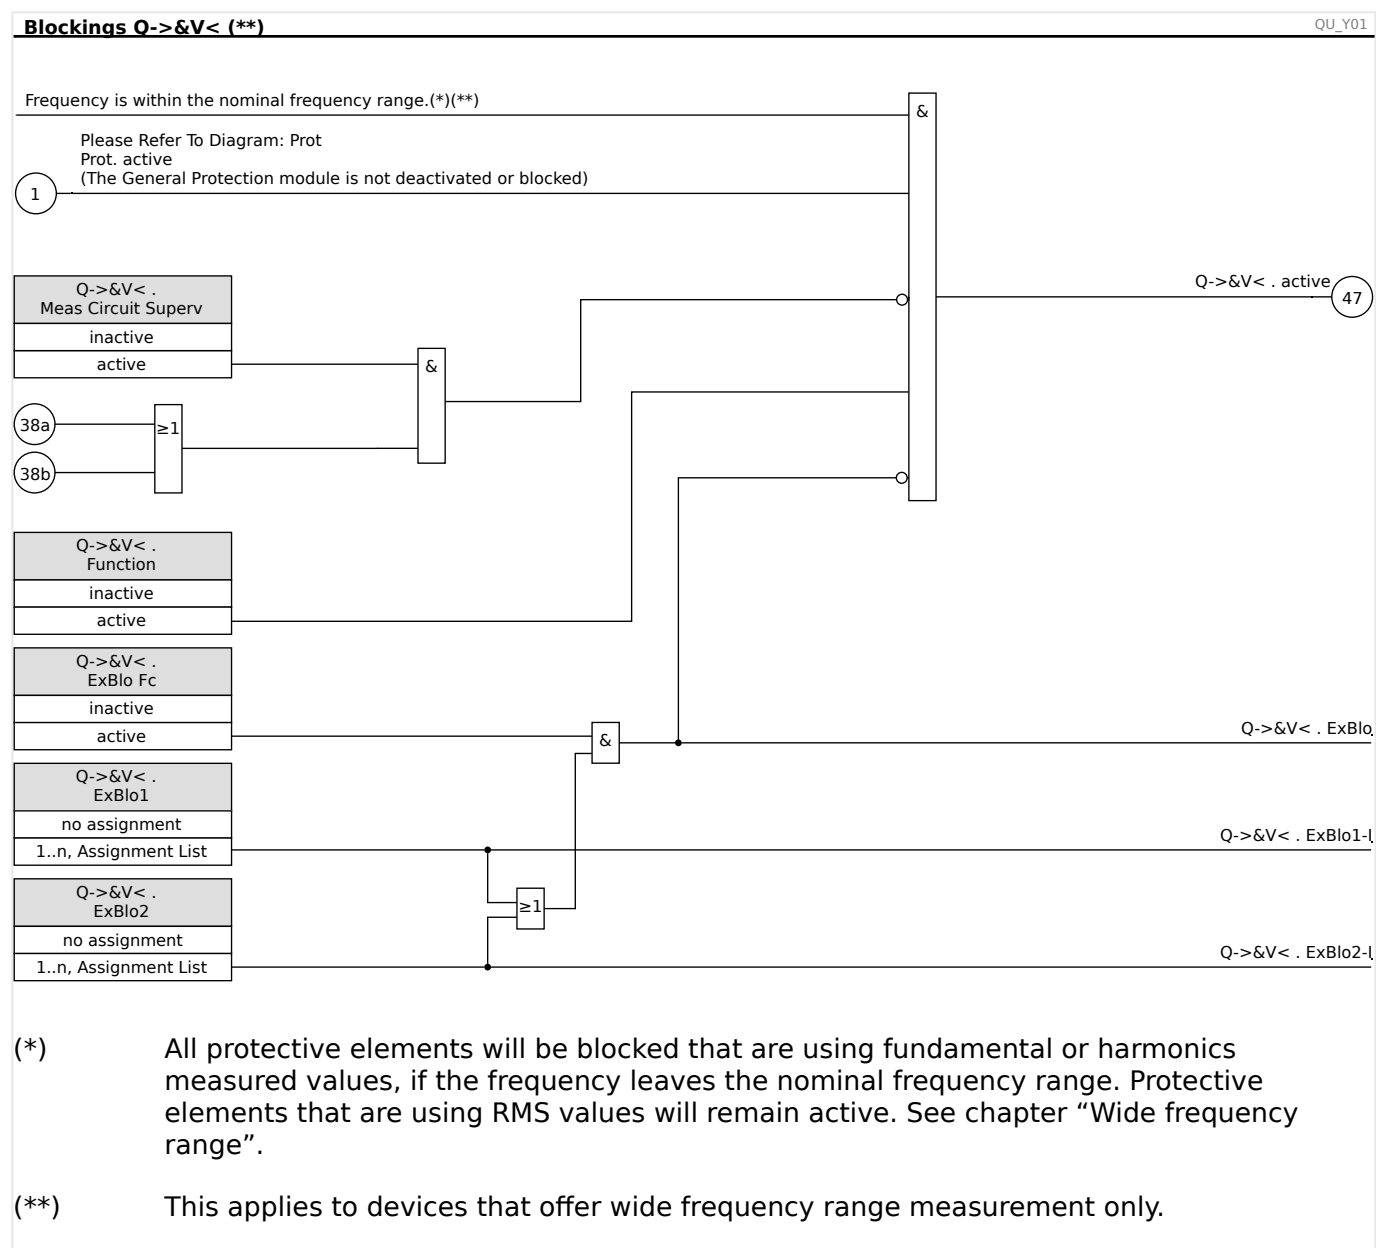 Blockings Q->&V< (**)
QU_Y01
Frequency is within the nominal frequency range.(*)(**)
&
Please Refer To Diagram: Prot
Prot. active
(The General Protection module is not deactivated or blocked)
1
Q->&V< . active
47
Q->&V< .
Meas Circuit Superv
inactive
active
&
38a
≥1
38b
Q->&V< .
Function
inactive
active
Q->&V< .
ExBlo Fc
inactive
active
&
Q->&V< . ExBlo
Q->&V< .
ExBlo1
no assignment
1..n, Assignment List
Q->&V< . ExBlo1-I
Q->&V< .
ExBlo2
≥1
no assignment
1..n, Assignment List
Q->&V< . ExBlo2-I
(*) All protective elements will be blocked that are using fundamental or harmonics
measured values, if the frequency leaves the nominal frequency range. Protective
elements that are using RMS values will remain active. See chapter “Wide frequency
range”.
(**) This applies to devices that offer wide frequency range measurement only.